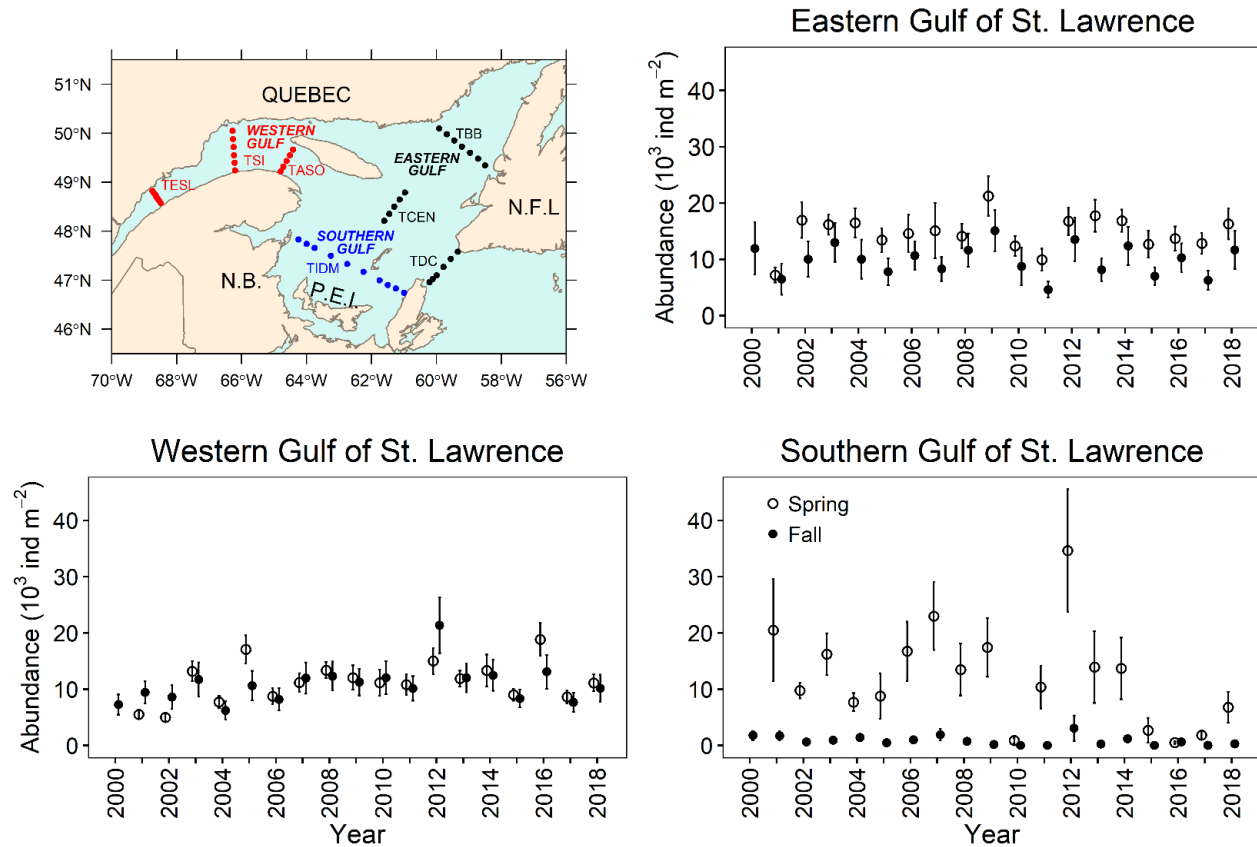 Eastern Gulf of St. Lawrence
51°N
50°N
49°N
48°N
47°N
46°N
QUEBEC
WESTERN
GULF
TSI
TASO
TESL
TBB
EASTERN
GULF
TCEN
N.F.L
SOUTHERN
GULF
TIDM
TDC
N.B.
P.E.I.
70°W 68°W 66°W 64°W 62°W 60°W 58°W 56°W
Abundance (10³ ind m⁻²)
40
30
20
10
0
2000 2002 2004 2006 2008 2010 2012 2014 2016 2018
Western Gulf of St. Lawrence
Abundance (10³ ind m⁻²)
40
30
20
10
0
2000 2002 2004 2006 2008 2010 2012 2014 2016 2018
Year
Southern Gulf of St. Lawrence
Spring
Fall
Abundance (10³ ind m⁻²)
40
30
20
10
0
2000 2002 2004 2006 2008 2010 2012 2014 2016 2018
Year